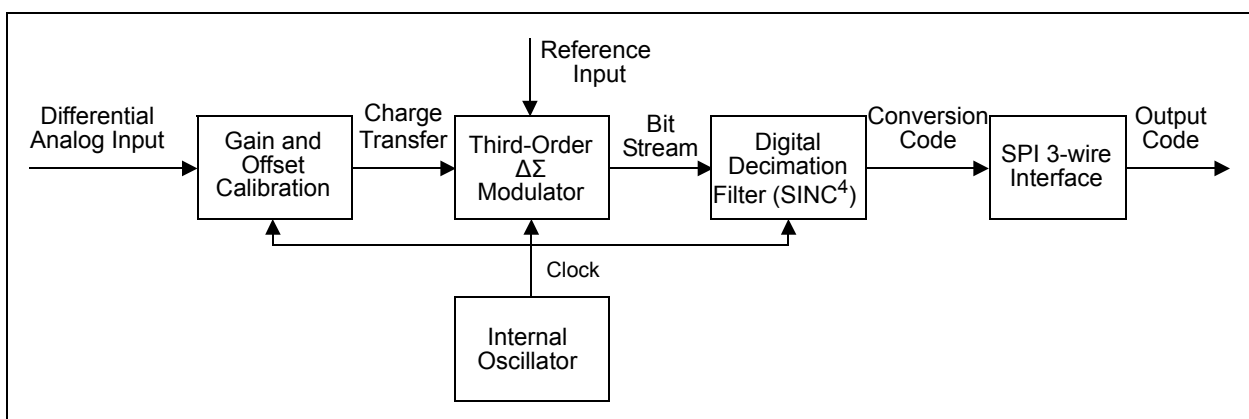 Reference
Input
Differential
Analog Input
Gain and
Offset
Calibration
Charge
Transfer
Third-Order
ΔΣ
Modulator
Bit
Stream
Digital
Decimation
Filter (SINC4)
Conversion
Code
SPI 3-wire
Interface
Output
Code
Clock
Internal
Oscillator